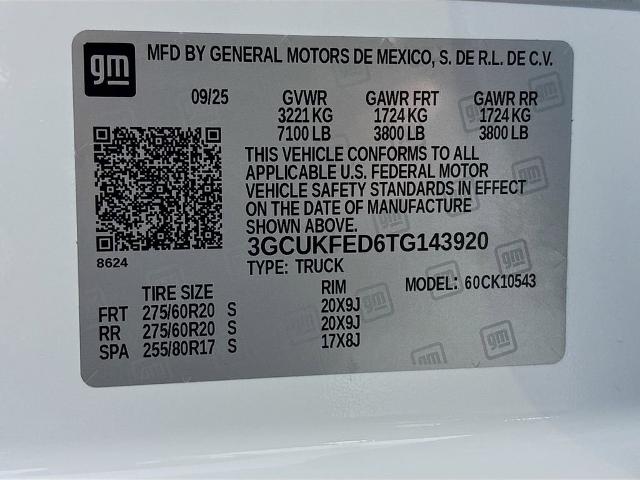 gm MFD BY GENERAL MOTORS DE MEXICO, S. DE R.L. DE C.V.
09/25 GVWR GAWR FRT GAWR RR
3221 KG 1724 KG 1724 KG
7100 LB 3800 LB 3800 LB
THIS VEHICLE CONFORMS TO ALL
APPLICABLE U.S. FEDERAL MOTOR
VEHICLE SAFETY STANDARDS IN EFFECT
ON THE DATE OF MANUFACTURE
SHOWN ABOVE.
3GCUKFED6TG143920
8624
TYPE: TRUCK MODEL: 60CK10543
TIRE SIZE RIM
FRT 275/60R20 S 20X9J
RR 275/60R20 S 20X9J
SPA 255/80R17 S 17X8J